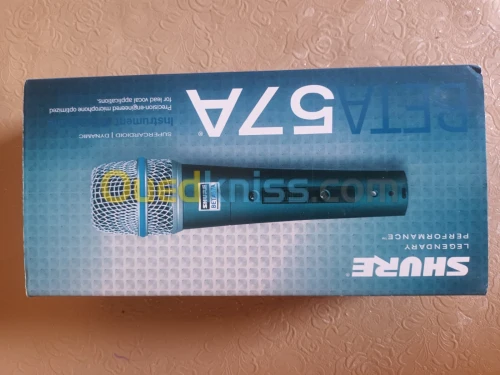 SHURE
LEGENDARY
PERFORMANCE™
BETA 57A®
SUPERCARDIOID | DYNAMIC
Instrument
Precision-engineered microphone optimized
for lead vocal applications.
Ouedkniss.com